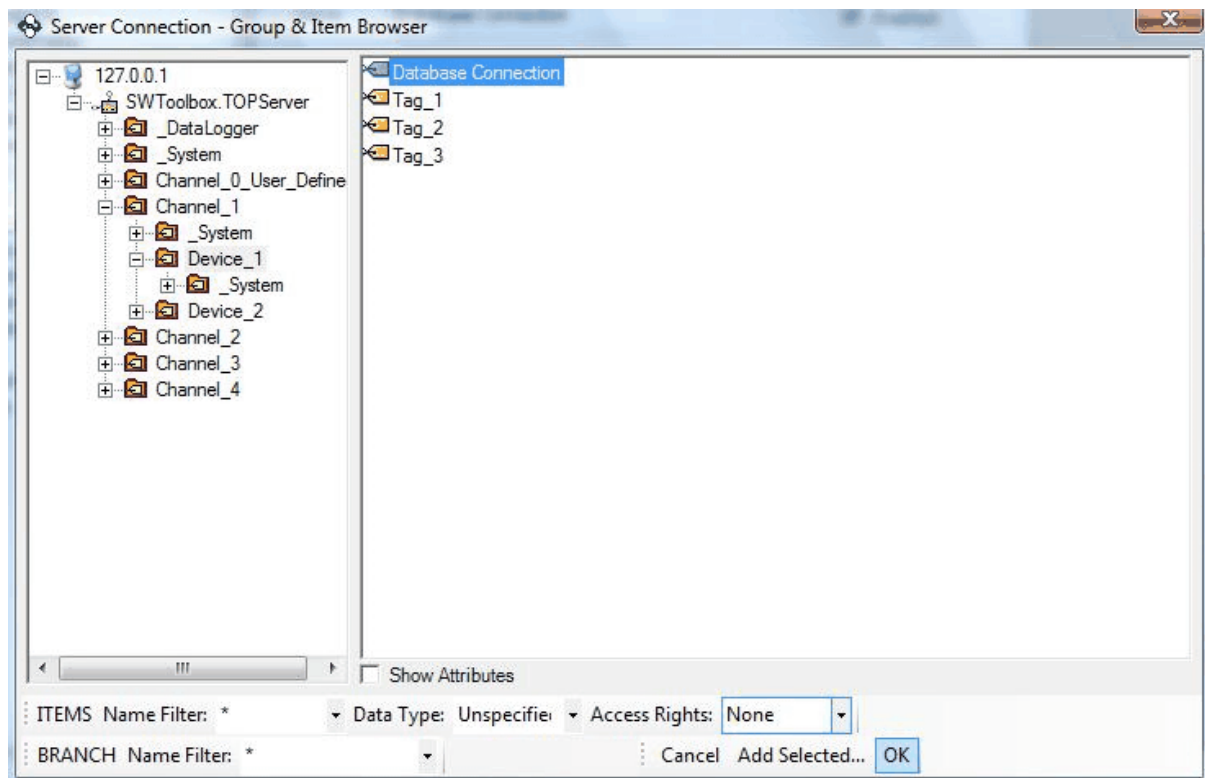 Server Connection - Group & Item Browser
127.0.0.1
SWToolbox.TOPServer
_DataLogger
_System
Channel_0_User_Define
Channel_1
_System
Device_1
_System
Device_2
Channel_2
Channel_3
Channel_4
Database Connection
Tag_1
Tag_2
Tag_3
Show Attributes
ITEMS Name Filter: * Data Type: Unspecifie Access Rights: None
BRANCH Name Filter: * Cancel Add Selected... OK